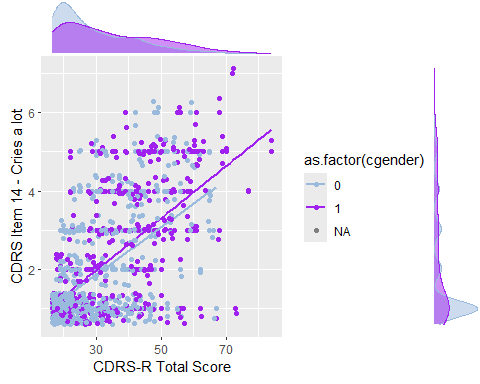 6
4
2
CDRS Item 14 - Cries a lot
30
50
70
CDRS-R Total Score
as.factor(cgender)
0
1
NA